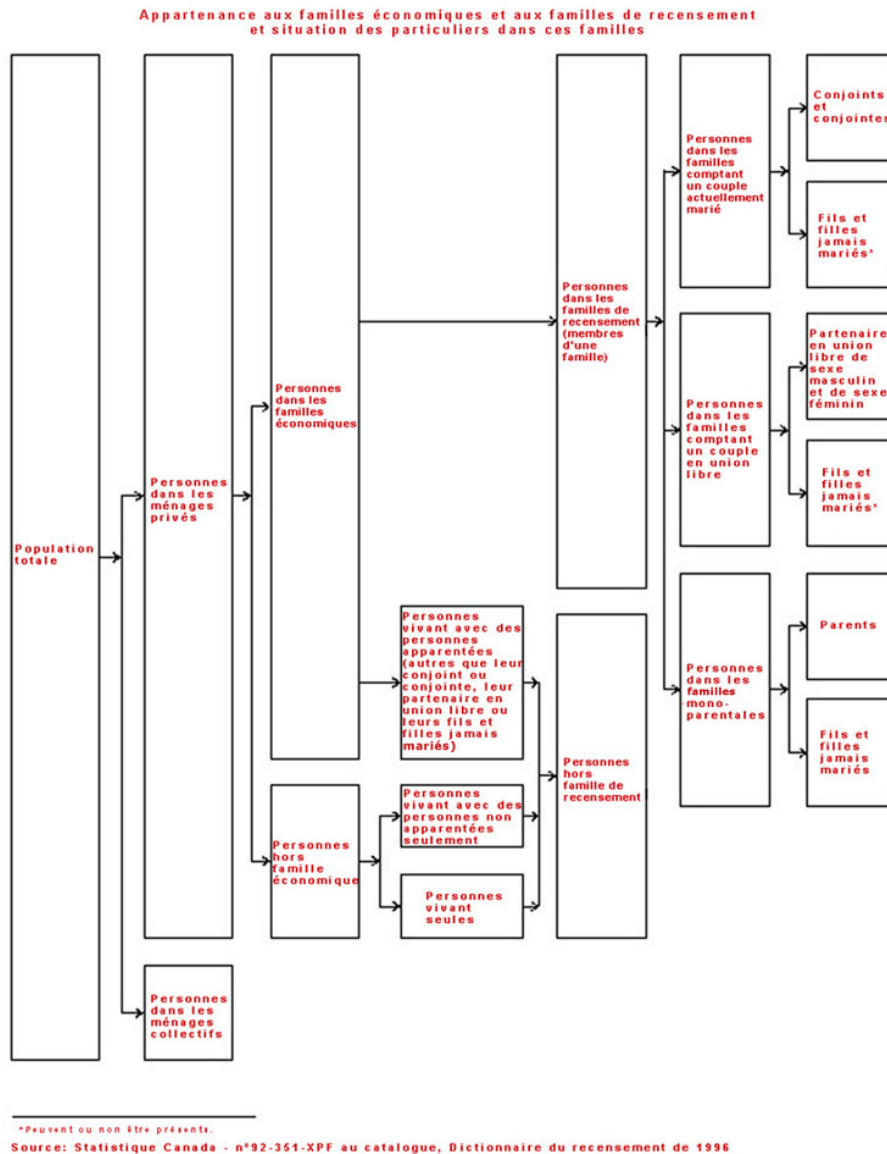 Appartenance aux familles économiques et aux familles de recensement
et situation des particuliers dans ces familles
Population
totale
Personnes
dans les
ménages
privés
Personnes
dans les
ménages
collectifs
Personnes
dans les
familles
économiques
Personnes
hors
famille
économique
Personnes
vivant avec des
personnes
apparentées
(autres que leur
conjoint ou
conjointe, leur
partenaire en
union libre ou
leurs fils et
filles jamais
mariés)
Personnes
vivant avec des
personnes non
apparentées
seulement
Personnes
vivant
seules
Personnes
dans les
familles de
recensement
(membres
d'une
famille)
Personnes
hors
famille de
recensement
Personnes
dans les
familles
comptant
un couple
actuellement
marié
Conjoints
et
conjointes
Fils et
filles
jamais
mariés*
Personnes
dans les
familles
comptant
un couple
en union
libre
Partenaire
en union
libre de
sexe
masculin
et de sexe
féminin
Fils et
filles
jamais
mariés*
Personnes
dans les
familles
mono-
parentales
Parents
Fils et
filles
jamais
mariés
*Peuvent ou non être présents.
Source: Statistique Canada - n°92-351-XPF au catalogue, Dictionnaire du recensement de 1996